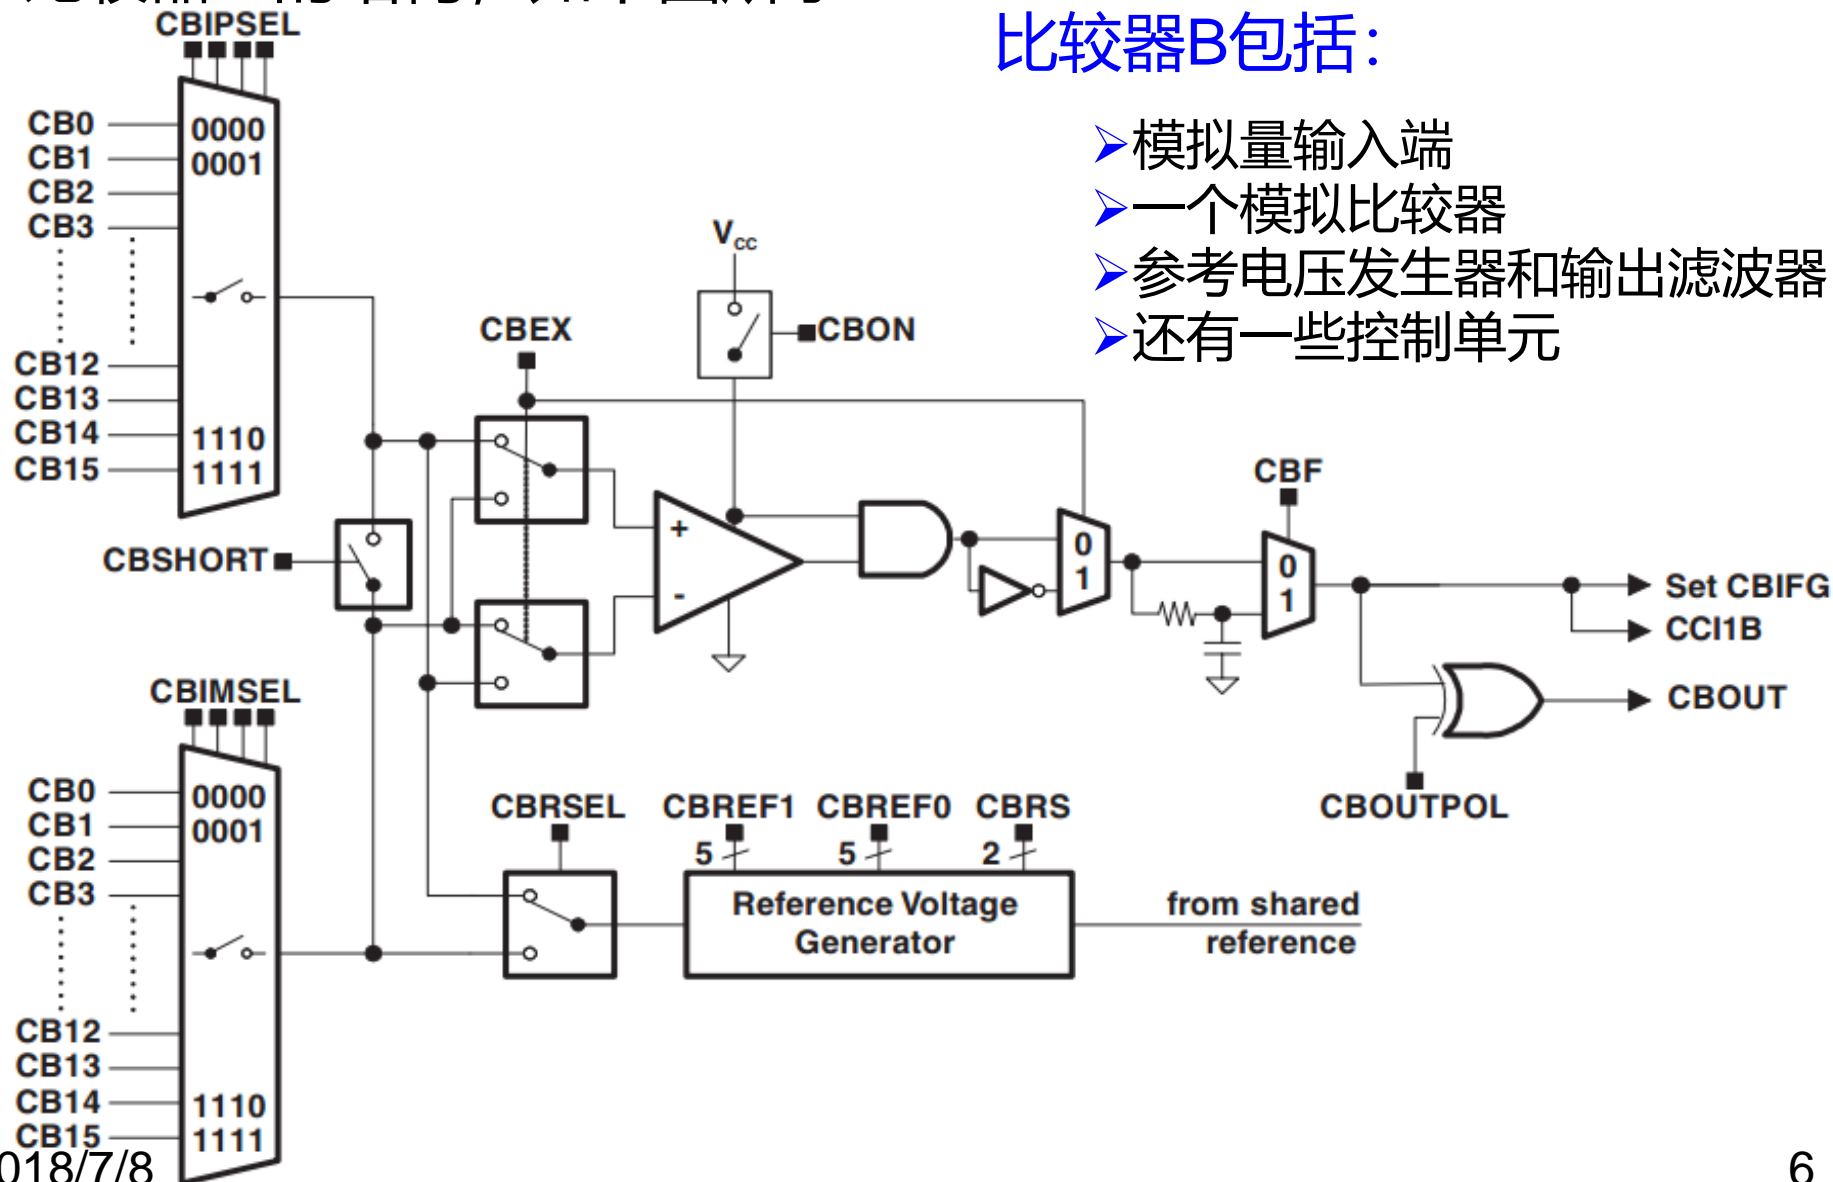 CBIPSEL
比较器B包括：
➢模拟量输入端
➢一个模拟比较器
➢参考电压发生器和输出滤波器
➢还有一些控制单元
CB0
0000
CB1
0001
CB2
CB3
CB12
CB13
CB14
1110
CB15
1111
VCC
CBEX
CBON
CBSHORT
+
-
0
1
CBF
0
1
Set CBIFG
CCI1B
CBOUT
CBOUTPOL
CBIMSEL
CB0
0000
CB1
0001
CB2
CB3
CB12
CB13
CB14
1110
CB15
1111
CBRSEL
CBREF1
CBREF0
CBRS
5
5
2
Reference Voltage
Generator
from shared
reference
018/7/8
6